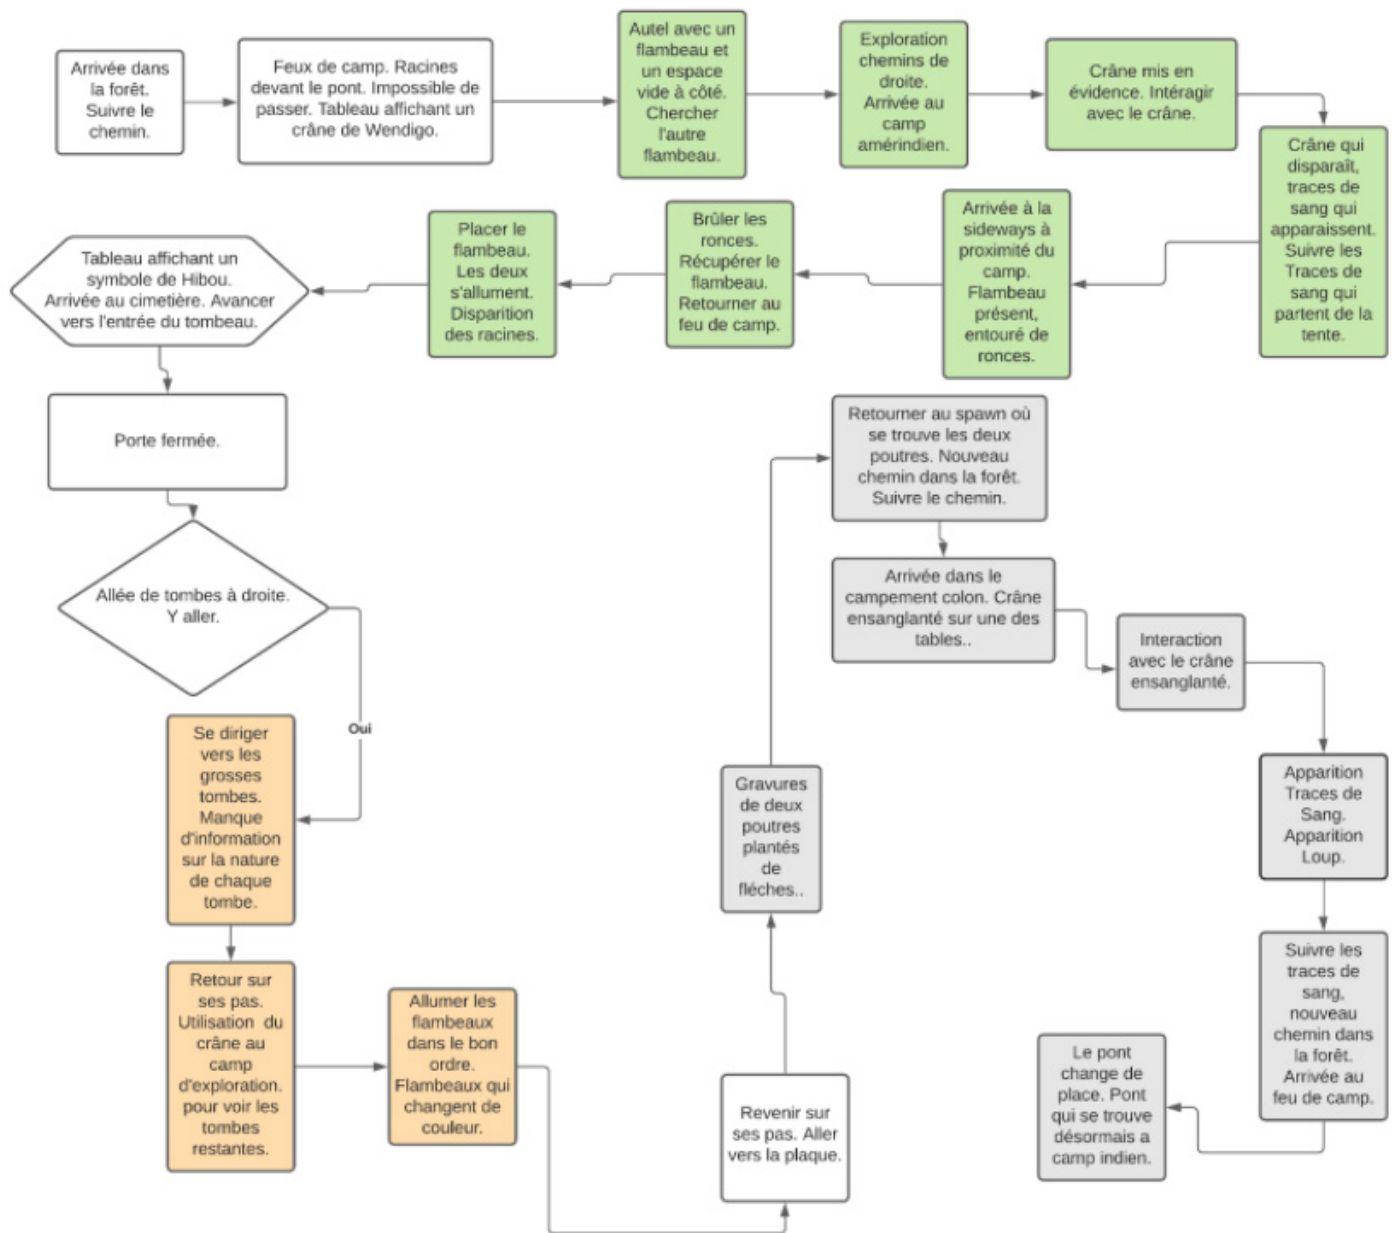 Arrivée dans
la forêt.
Suivre le
chemin.
Feux de camp. Racines
devant le pont. Impossible de
passer. Tableau affichant un
crâne de Wendigo.
Autel avec un
flambeau et
un espace
vide à côté.
Chercher
l'autre
flambeau.
Exploration
chemins de
droite.
Arrivée au
camp
amérindien.
Crâne mis en
évidence. Intéragir
avec le crâne.
Crâne qui
disparaît,
traces de
sang qui
apparaissent.
Suivre les
Traces de
sang qui
partent de la
tente.
Arrivée à la
sideways à
proximité du
camp.
Flambeau
présent,
entouré de
ronces.
Brûler les
ronces.
Récupérer le
flambeau.
Retourner au
feu de camp.
Placer le
flambeau.
Les deux
s'allument.
Disparition
des racines.
Tableau affichant un
symbole de Hibou.
Arrivée au cimetière. Avancer
vers l'entrée du tombeau.
Porte fermée.
Allée de tombes à droite.
Y aller.
Oui
Se diriger
vers les
grosses
tombes.
Manque
d'information
sur la nature
de chaque
tombe.
Retour sur
ses pas.
Utilisation du
crâne au
camp
d'exploration.
pour voir les
tombes
restantes.
Allumer les
flambeaux
dans le bon
ordre.
Flambeaux qui
changent de
couleur.
Revenir sur
ses pas. Aller
vers la plaque.
Gravures
de deux
poutres
plantés
de
fléches..
Retourner au spawn où
se trouve les deux
poutres. Nouveau
chemin dans la forêt.
Suivre le chemin.
Arrivée dans le
campement colon. Crâne
ensanglanté sur une des
tables..
Interaction
avec le crâne
ensanglanté.
Apparition
Traces de
Sang.
Apparition
Loup.
Suivre les
traces de
sang,
nouveau
chemin dans
la forêt.
Arrivée au
feu de camp.
Le pont
change de
place. Pont
qui se trouve
désormais a
camp indien.